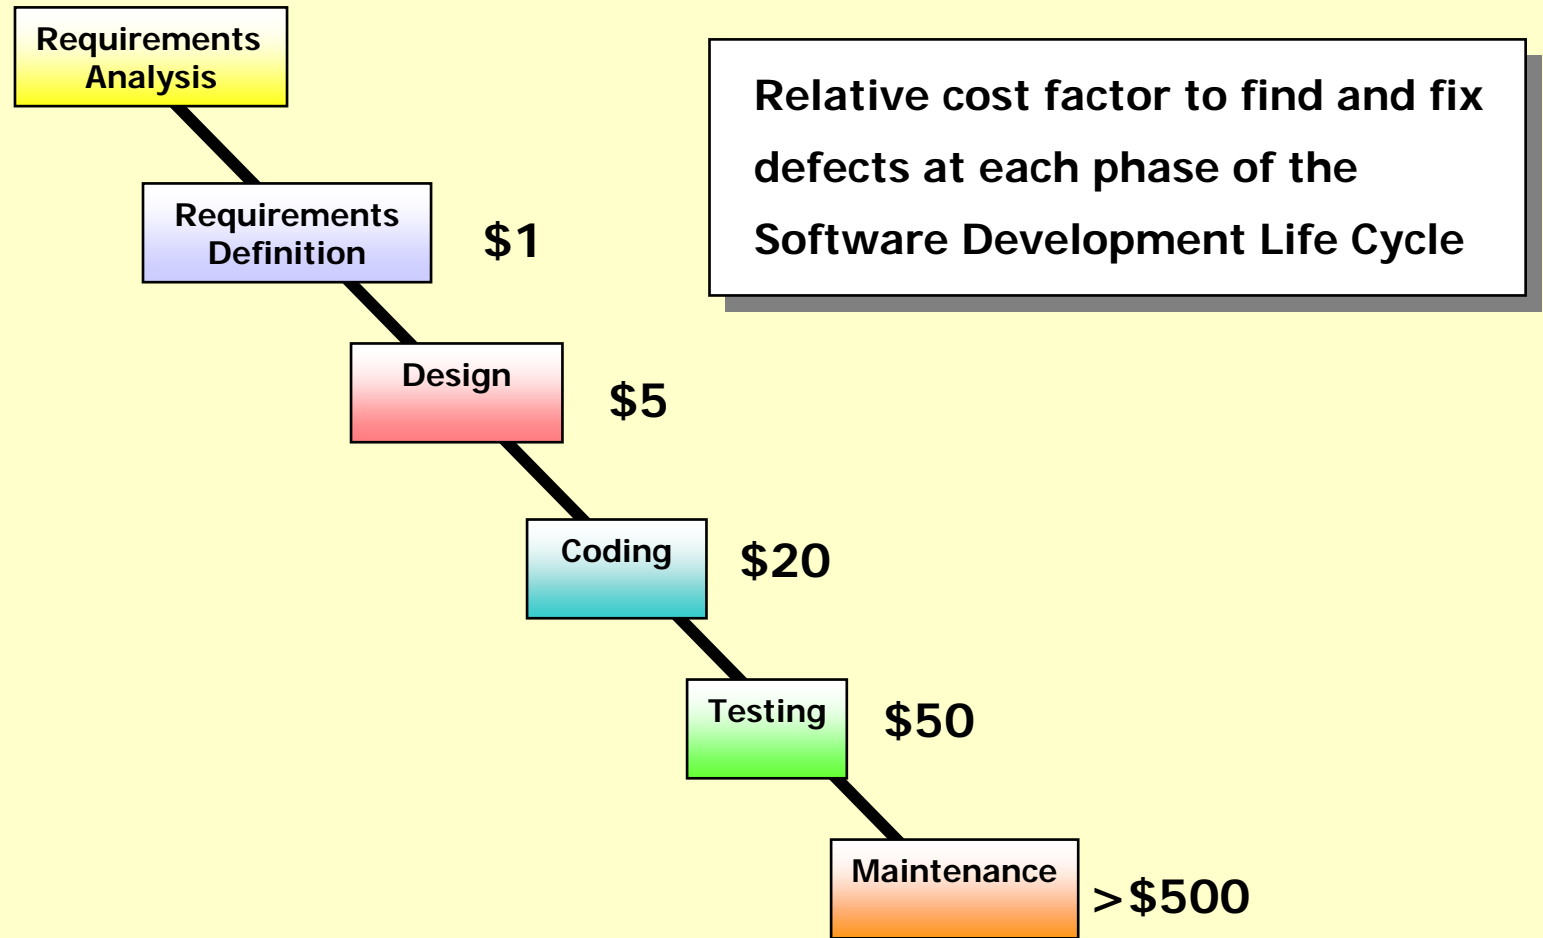 Requirements
Analysis
Relative cost factor to find and fix
defects at each phase of the
Software Development Life Cycle
Requirements
Definition
$1
Design
$5
Coding
$20
Testing
$50
Maintenance
>$500